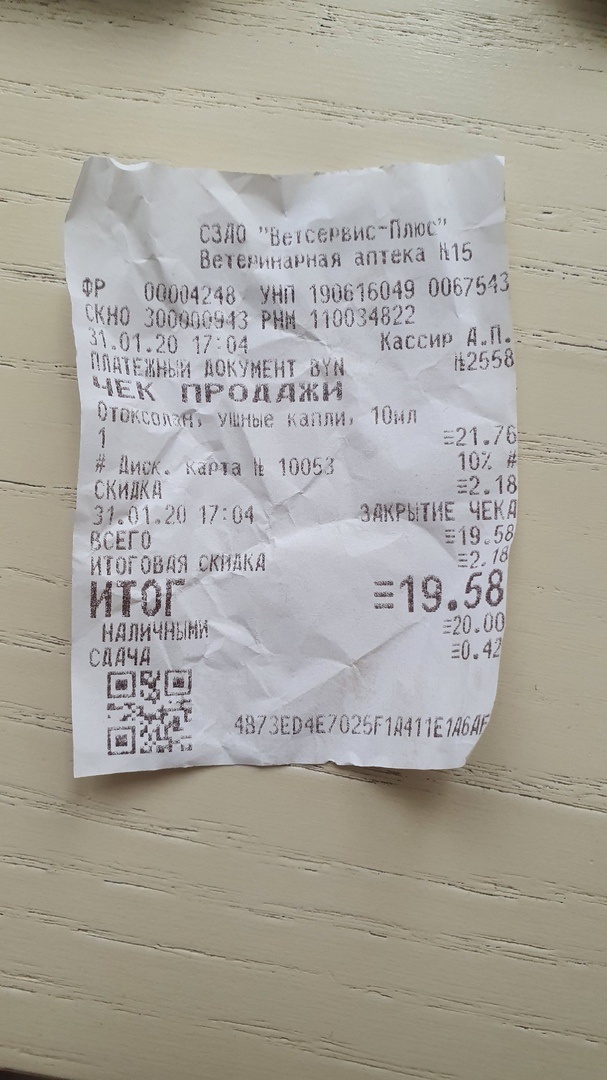 СЗАО "Ветсервис-Плюс"
Ветеринарная аптека №15
ФР 00004248 УНП 190616049 0067543
СКНО 300000943 РНМ 110034822
31.01.20 17:04 Кассир А.П.
ПЛАТЕЖНЫЙ ДОКУМЕНТ BYN №2558
ЧЕК ПРОДАЖИ
Отоксолан, ушные капли, 10мл
1 ≡21.76
# Диск. карта № 10053 10% #
СКИДКА ≡2.18
31.01.20 17:04 ЗАКРЫТИЕ ЧЕКА
ВСЕГО ≡19.58
ИТОГОВАЯ СКИДКА ≡2.18
ИТОГ ≡19.58
НАЛИЧНЫМИ ≡20.00
СДАЧА ≡0.42
4873ED4E7025F1A411E1A6AF